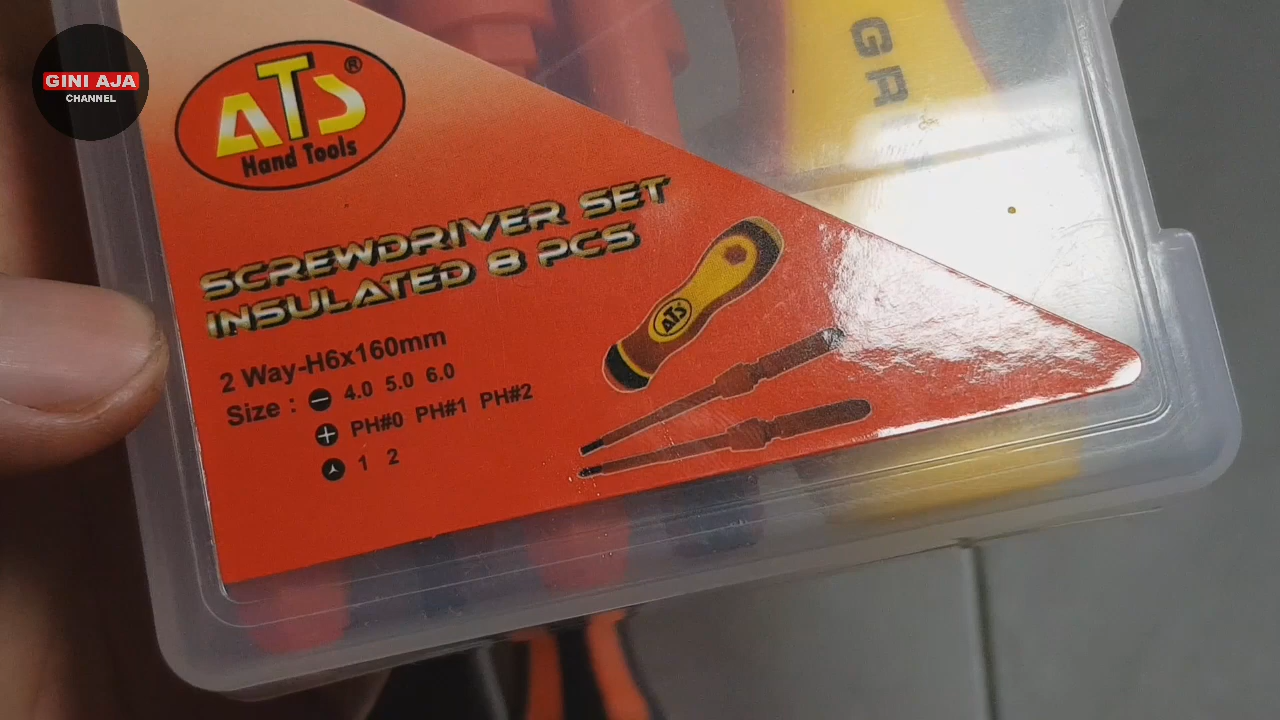 GINI AJA
CHANNEL
ATS®
Hand Tools
SCREWDRIVER SET
INSULATED 8 PCS
2 Way-H6x160mm
Size : 4.0 5.0 6.0
PH#0 PH#1 PH#2
1 2
ATS
GR